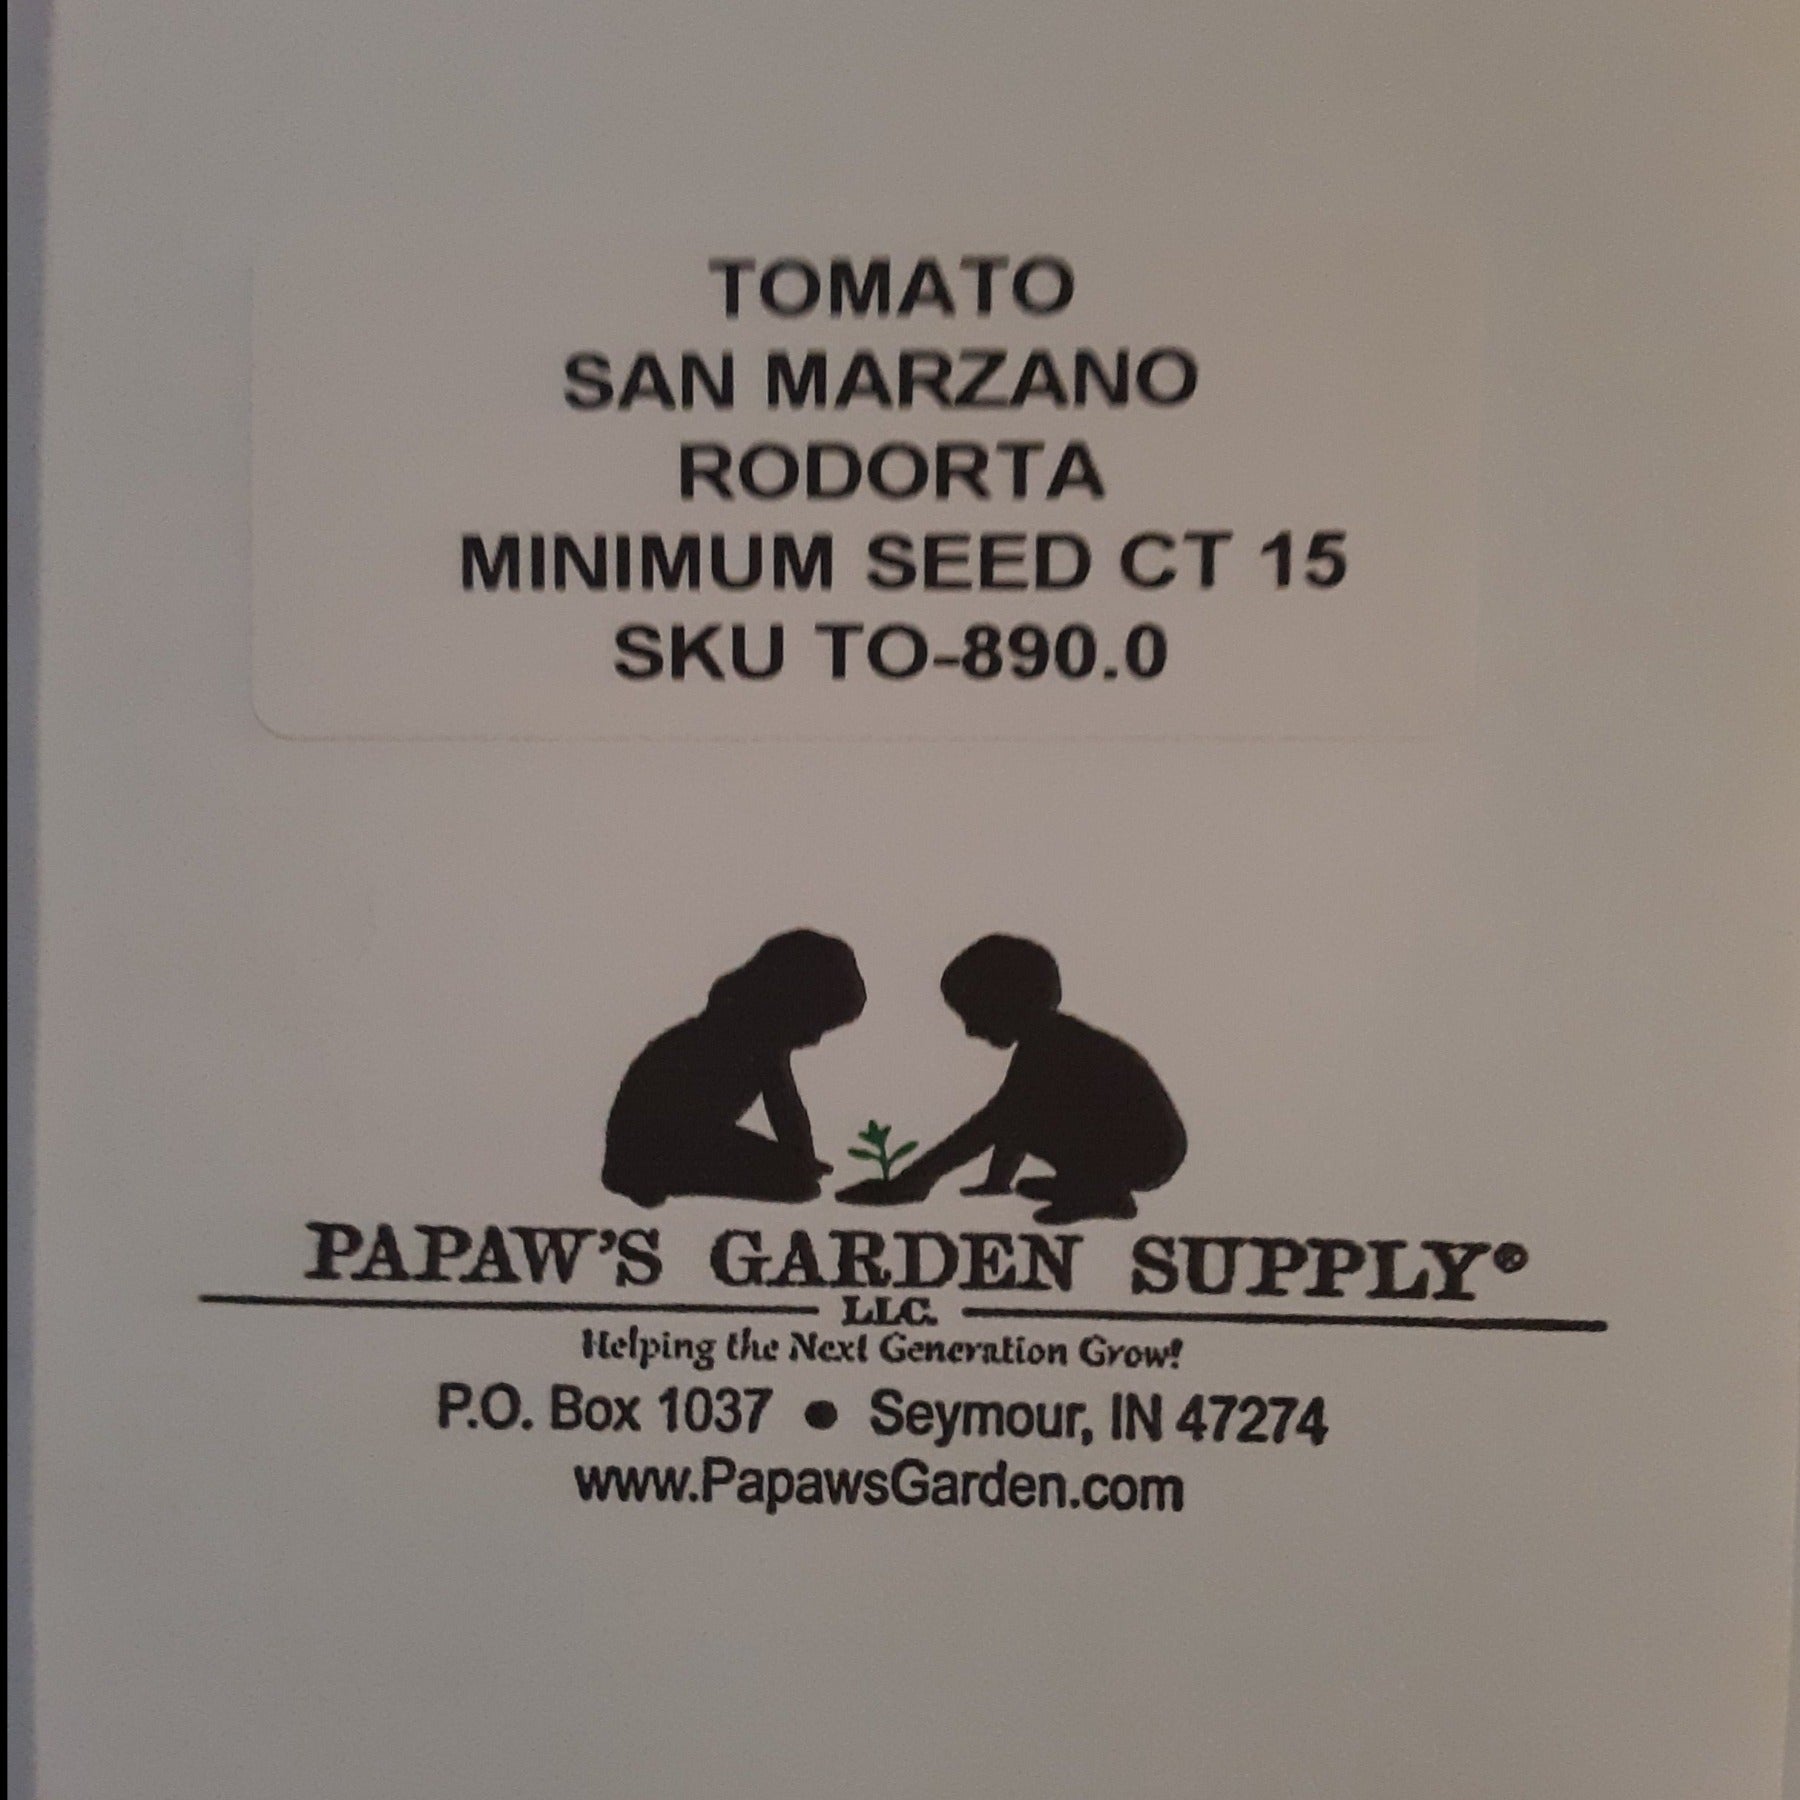 TOMATO
SAN MARZANO
RODORTA
MINIMUM SEED CT 15
SKU TO-890.0
PAPAW'S GARDEN SUPPLY®
LLC.
Helping the Next Generation Grow!
P.O. Box 1037 • Seymour, IN 47274
www.PapawsGarden.com